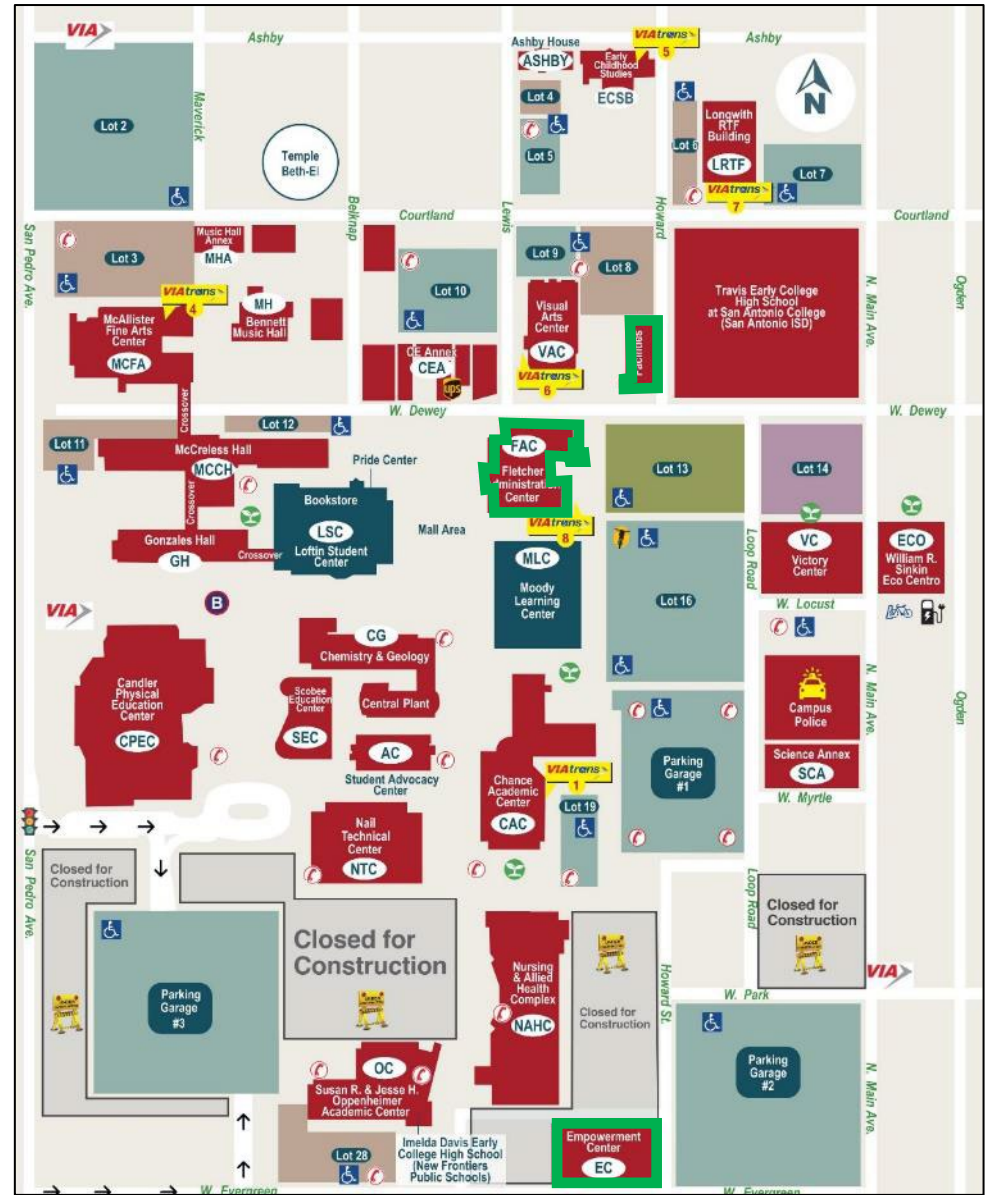 VIA
Ashby
Ashby House
ASHBY
Early
Childhood
Studies
ECSB
VIAtrans
5
Ashby
N
Lot 2
Maverick
Temple
Beth-El
Lot 4
Lot 5
Lot 6
Longwith
RTF
Building
LRTF
VIAtrans
7
Lot 7
San Pedro Ave.
Belknap
Courtland
Lewis
Howard
Courtland
N. Main Ave.
Ogden
Lot 3
Music Hall
Annex
MHA
VIAtrans
4
McAllister
Fine Arts
Center
MCFA
MH
Bennett
Music Hall
Lot 10
Lot 9
Lot 8
Visual
Arts
Center
VAC
VIAtrans
6
Facilities
Travis Early College
High School
at San Antonio College
(San Antonio ISD)
CE Annex
CEA
ups
Crossover
W. Dewey
W. Dewey
Lot 11
Lot 12
McCreless Hall
MCCH
Pride Center
FAC
Fletcher
dministration
Center
Lot 13
Lot 14
Crossover
Bookstore
LSC
Loftin Student
Center
Mall Area
VIAtrans
8
Gonzales Hall
GH
Crossover
MLC
Moody
Learning
Center
Lot 16
Loop Road
VC
Victory
Center
ECO
William R.
Sinkin
Eco Centro
W. Locust
VIA
B
CG
Chemistry & Geology
Candler
Physical
Education
Center
CPEC
Scobee
Education
Center
SEC
Central Plant
AC
Student Advocacy
Center
Campus
Police
N. Main Ave.
Ogden
Science Annex
SCA
W. Myrtle
Chance
Academic
Center
CAC
VIAtrans
1
Lot 19
Parking
Garage
#1
Nail
Technical
Center
NTC
San Pedro Ave.
Closed for
Construction
Loop Road
Closed for
Construction
Closed for
Construction
Parking
Garage
#3
Nursing
& Allied
Health
Complex
NAHC
Closed for
Construction
Howard St.
VIA
W. Park
Parking
Garage
#2
N. Main Ave.
OC
Susan R. & Jesse H.
Oppenheimer
Academic Center
Lot 28
Imelda Davis Early
College High School
(New Frontiers
Public Schools)
Empowerment
Center
EC
W. Evergreen
W. Evergreen